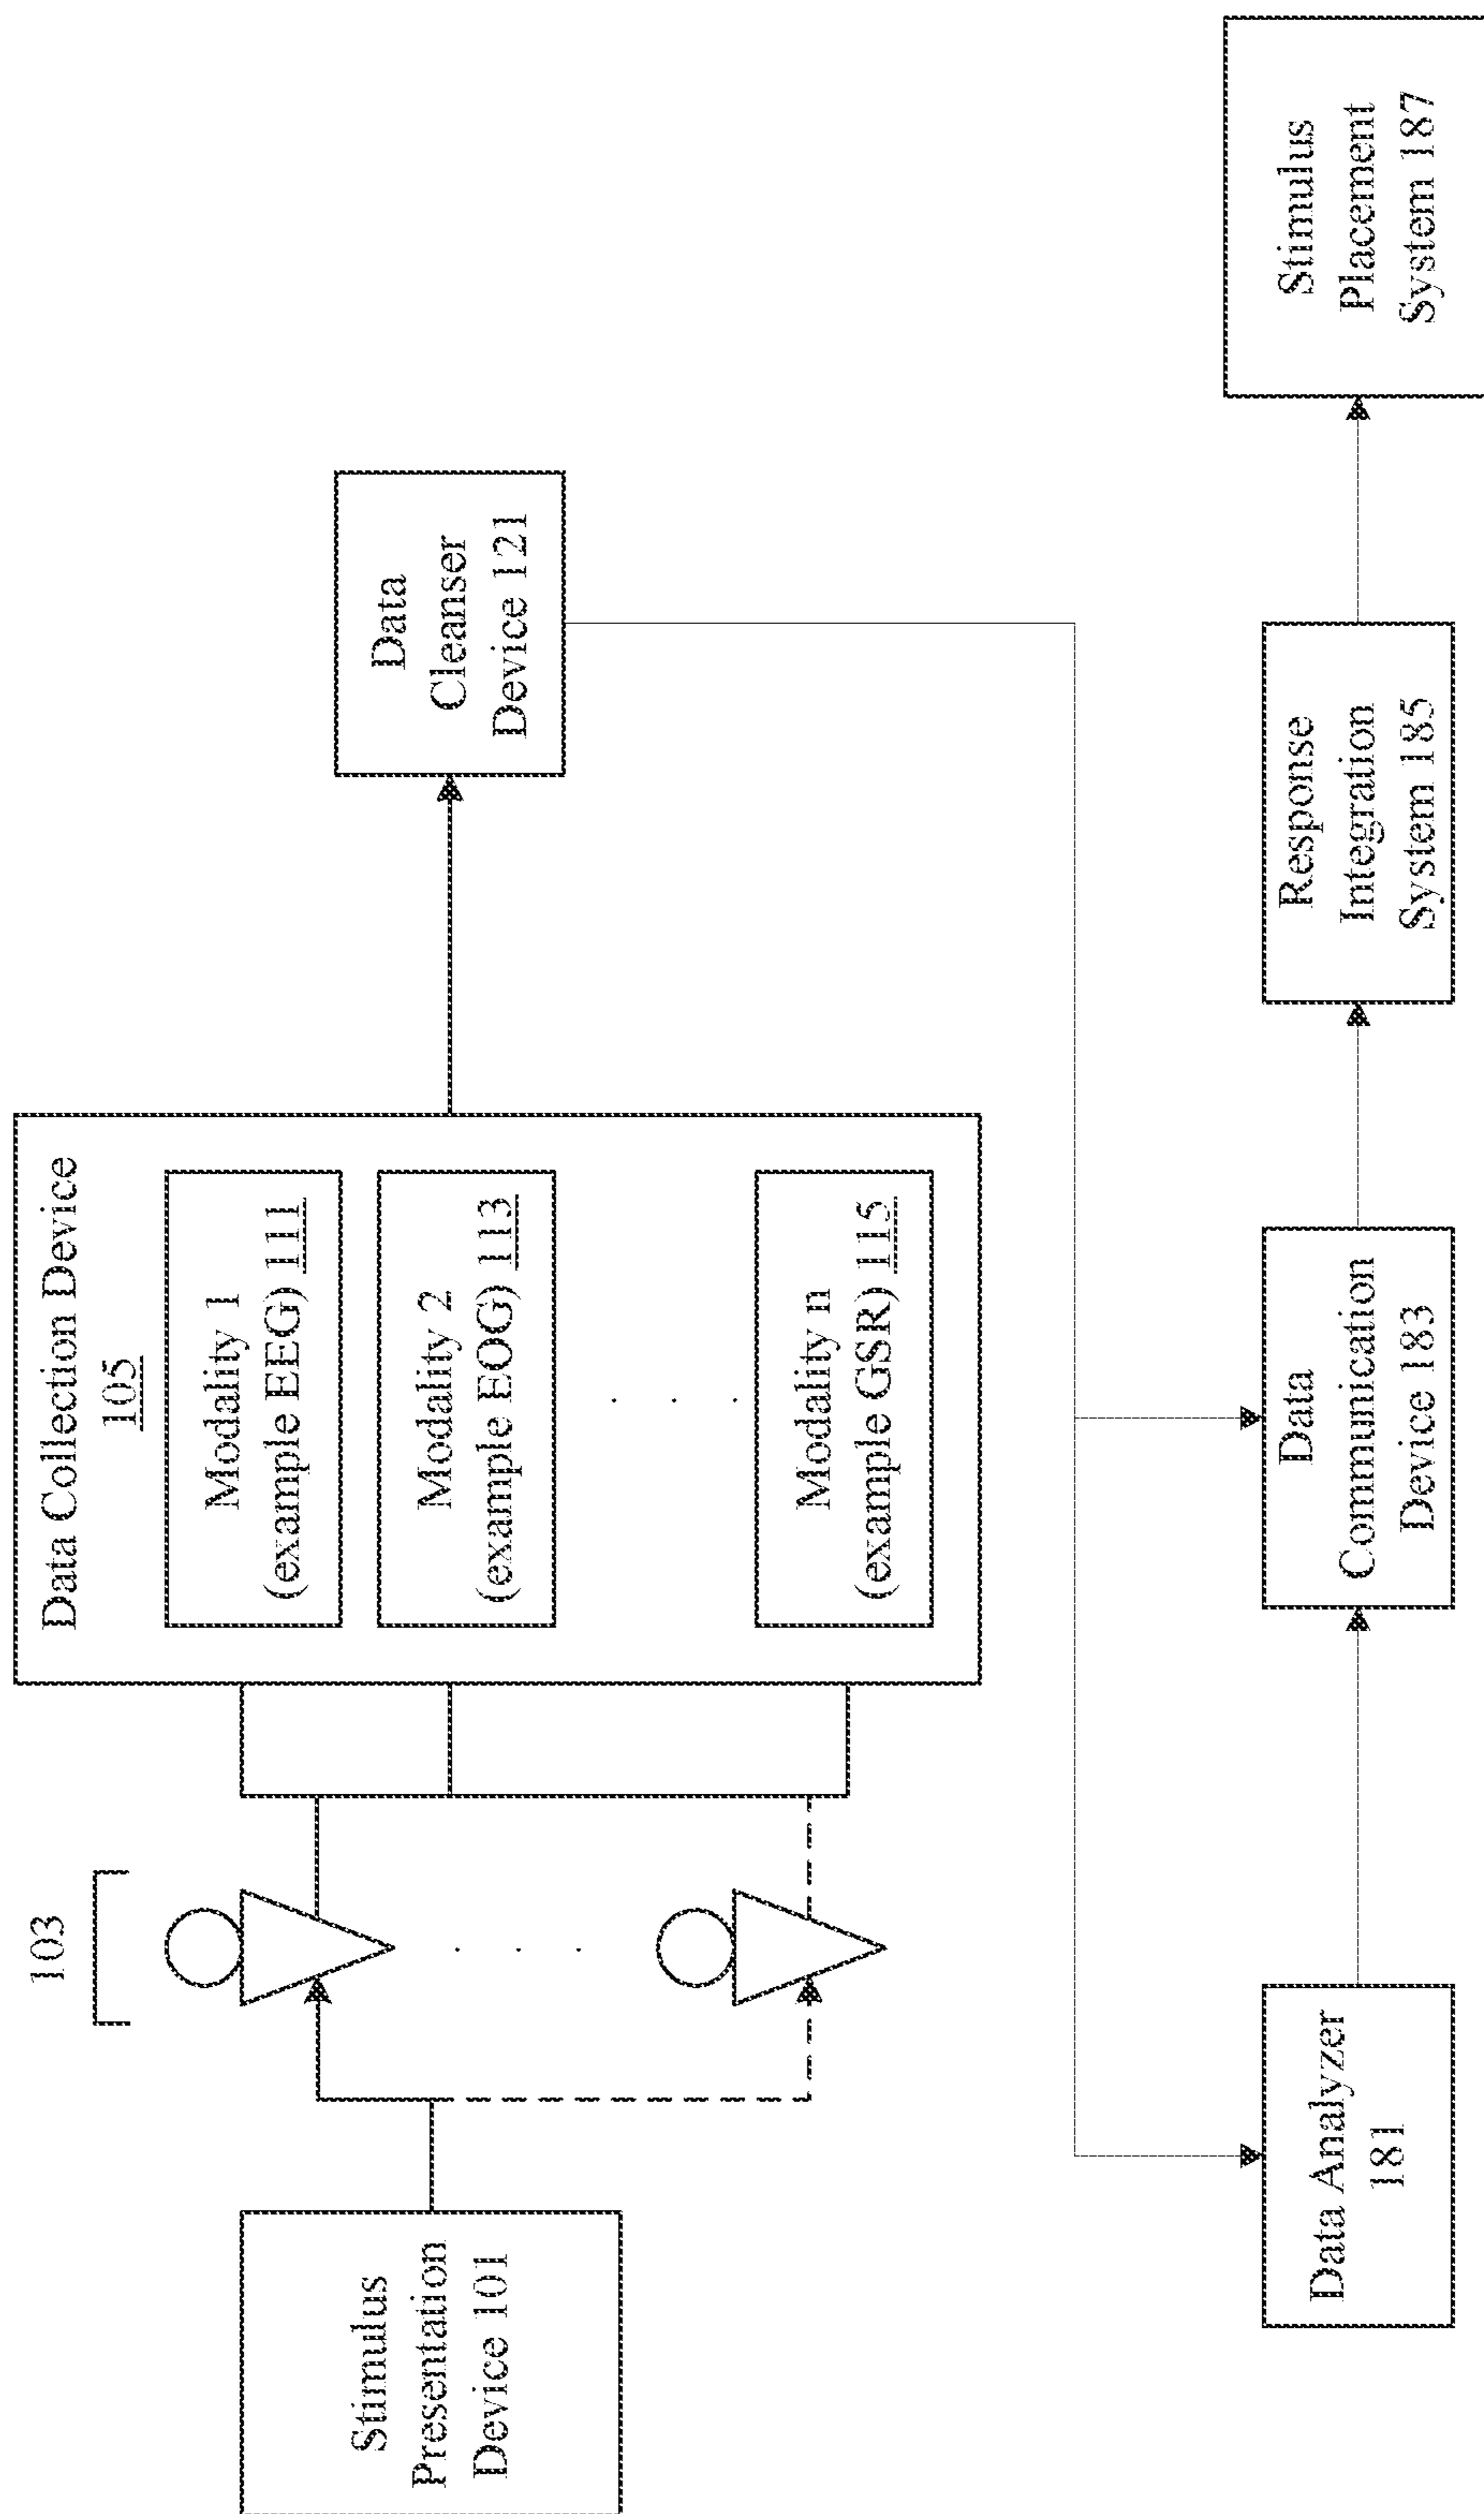 Stimulus
Presentation
Device 101
103
Data Collection Device
105
Modality 1
(example EEG) 111
Modality 2
(example EOG) 113
. . .
Modality n
(example GSR) 115
Data
Cleanser
Device 121
Data Analyzer
181
Data
Communication
Device 183
Response
Integration
System 185
Stimulus
Placement
System 187